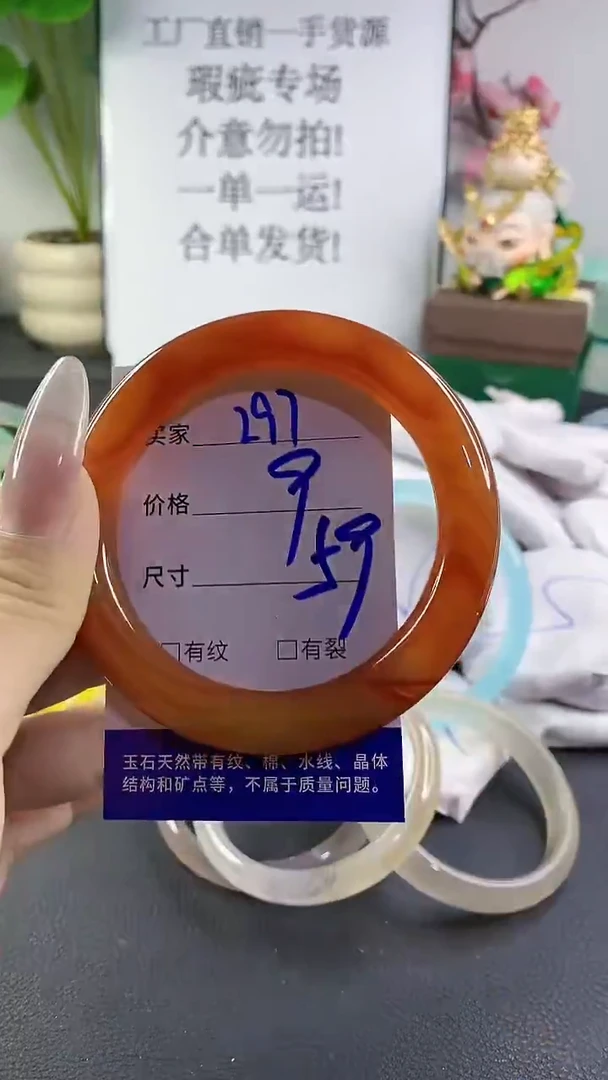 工厂直销一手货源
瑕疵专场
介意勿拍!
一单一运!
合单发货!
买家 297
价格 9
尺寸 59
□有纹 □有裂
玉石天然带有纹、棉、水线、晶体
结构和矿点等，不属于质量问题。